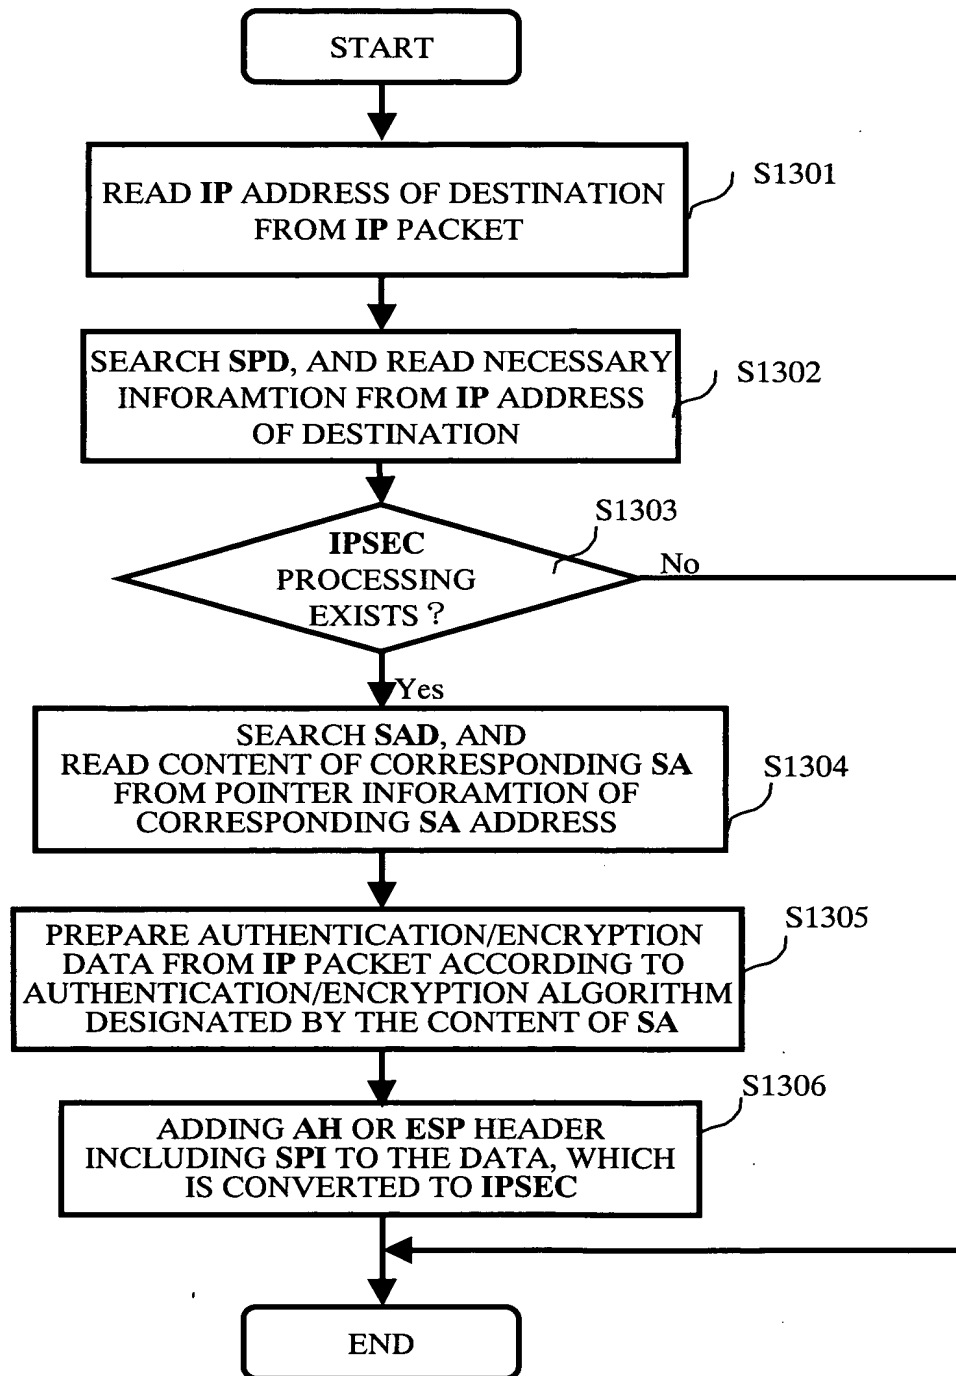 START
READ IP ADDRESS OF DESTINATION
FROM IP PACKET
S1301
SEARCH SPD, AND READ NECESSARY
INFORAMTION FROM IP ADDRESS
OF DESTINATION
S1302
IPSEC
PROCESSING
EXISTS ?
S1303
No
Yes
SEARCH SAD, AND
READ CONTENT OF CORRESPONDING SA
FROM POINTER INFORAMTION OF
CORRESPONDING SA ADDRESS
S1304
PREPARE AUTHENTICATION/ENCRYPTION
DATA FROM IP PACKET ACCORDING TO
AUTHENTICATION/ENCRYPTION ALGORITHM
DESIGNATED BY THE CONTENT OF SA
S1305
ADDING AH OR ESP HEADER
INCLUDING SPI TO THE DATA, WHICH
IS CONVERTED TO IPSEC
S1306
END